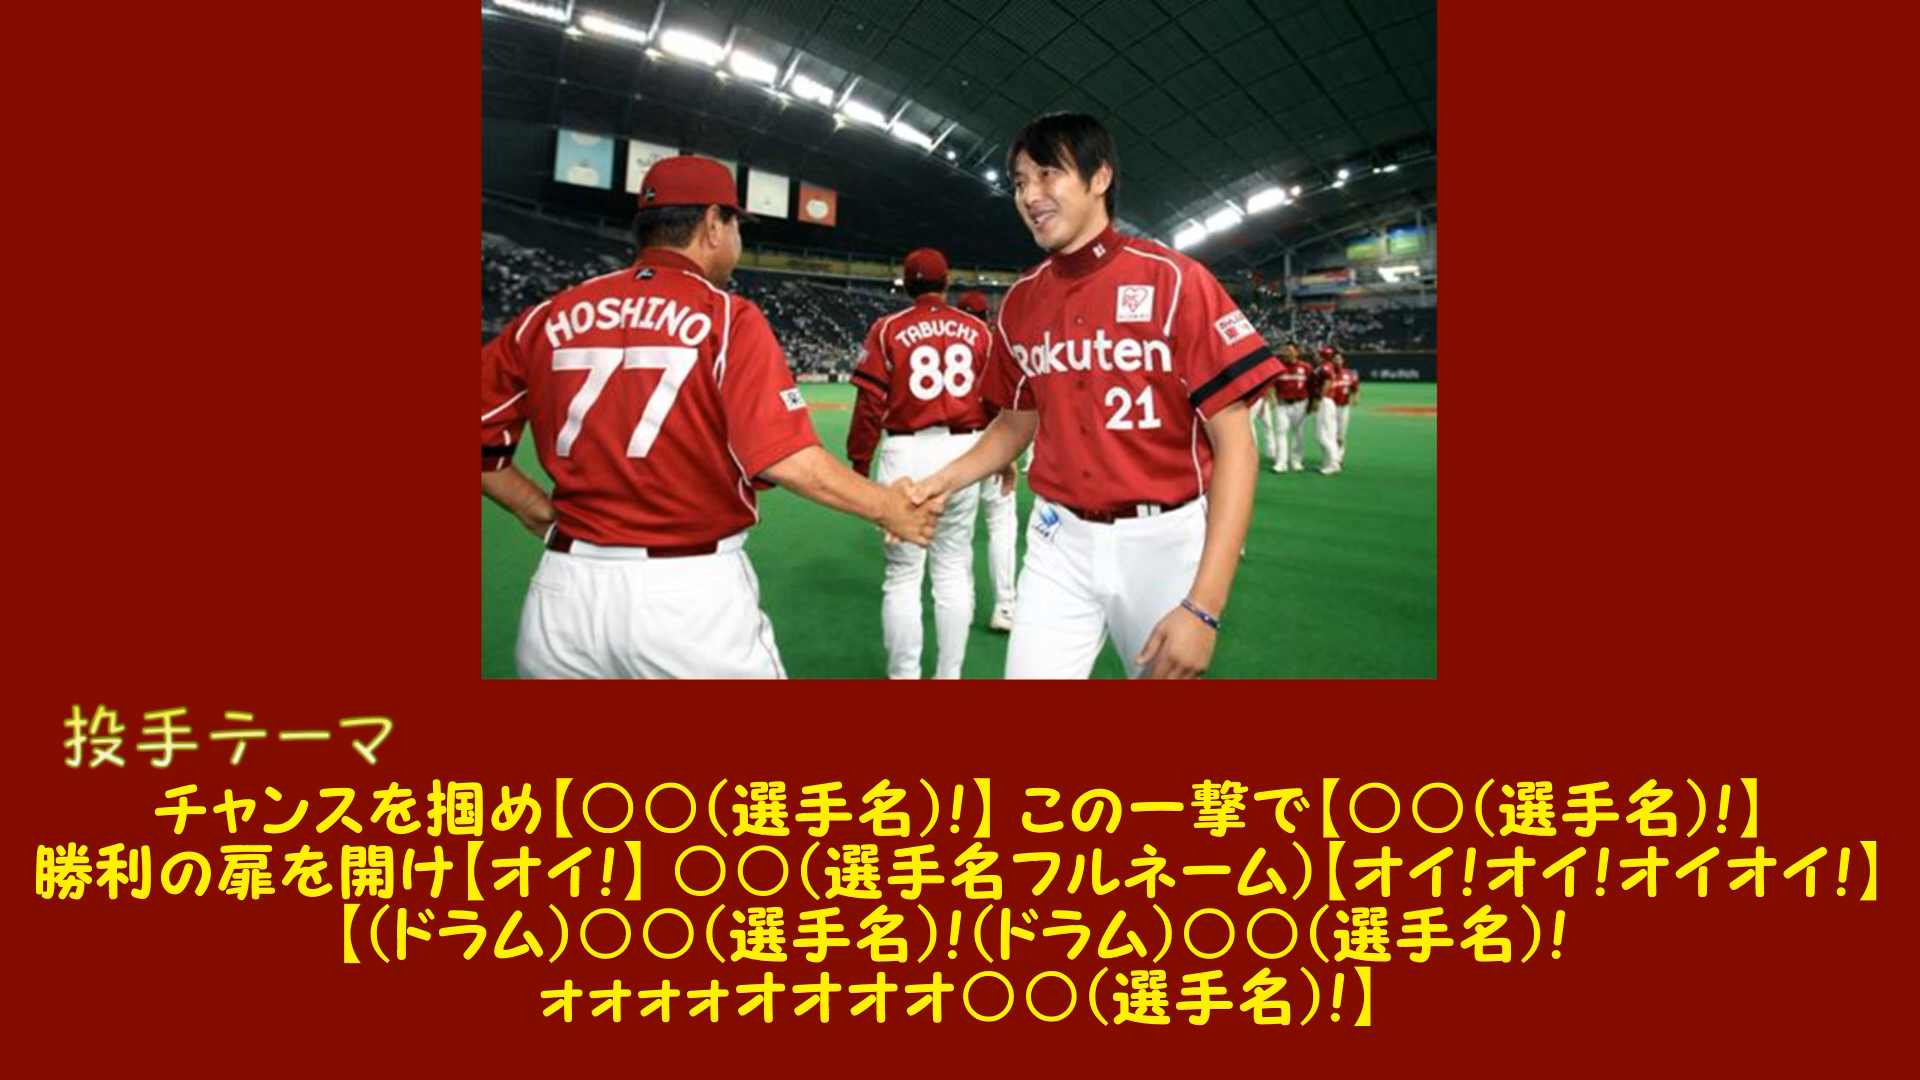 HOSHINO
77
TABUCHI
88
Rakuten
21
投手テーマ
チャンスを掴め【○○(選手名)!】この一撃で【○○(選手名)!】
勝利の扉を開け【オイ!】○○(選手名フルネーム)【オイ!オイ!オイオイ!】
【(ドラム)○○(選手名)!(ドラム)○○(選手名)!
ォォォォオオオオ○○(選手名)!】